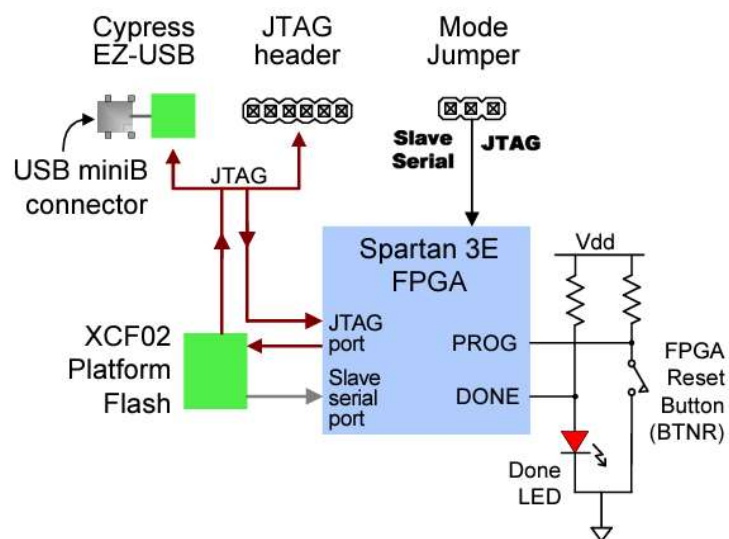 Cypress
EZ-USB
JTAG
header
Mode
Jumper
USB miniB
connector
JTAG
Slave
Serial
JTAG
Spartan 3E
FPGA
Vdd
JTAG
port
PROG
XCF02
Platform
Flash
Slave
serial
port
DONE
FPGA
Reset
Button
(BTNR)
Done
LED